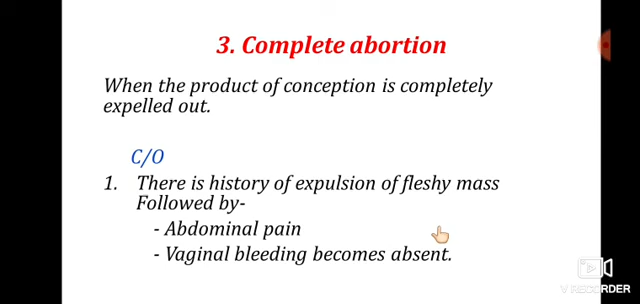 3. Complete abortion
When the product of conception is completely
expelled out.
C/O
1. There is history of expulsion of fleshy mass
Followed by-
- Abdominal pain
- Vaginal bleeding becomes absent.
V RECORDER